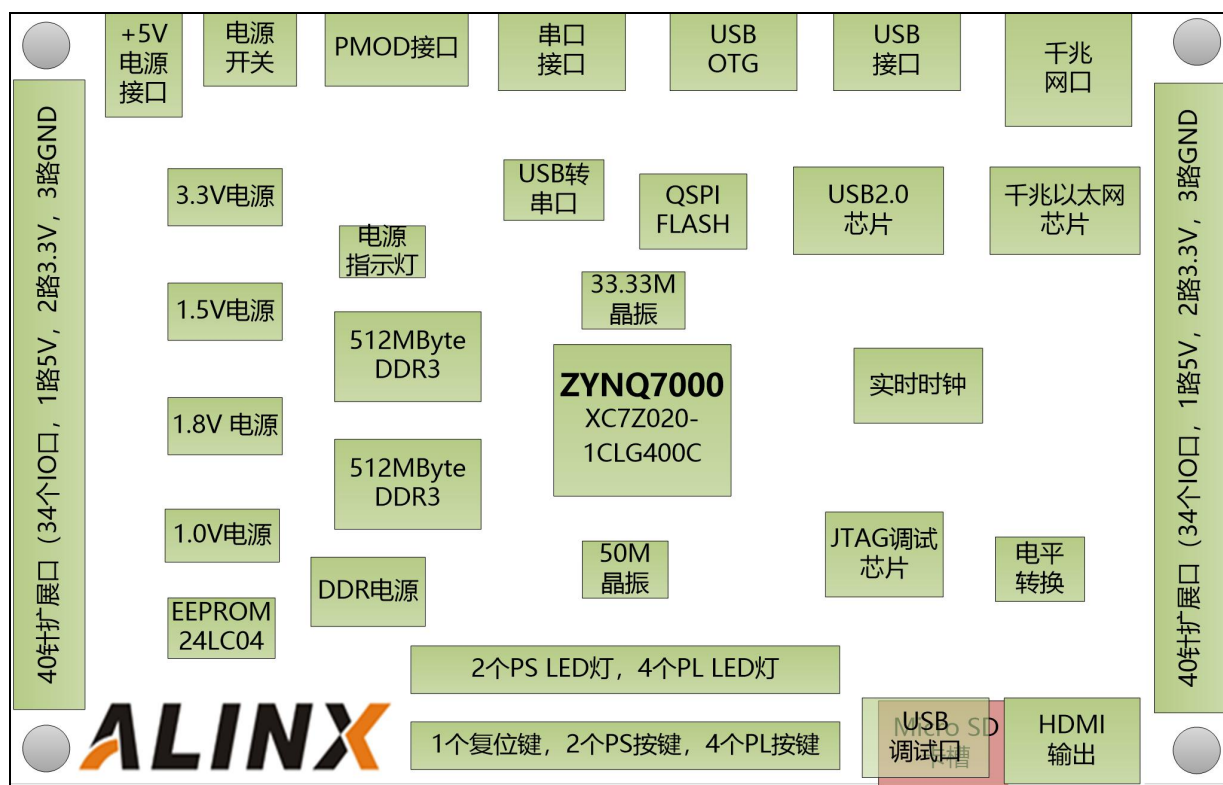 +5V
电源
接口
电源
开关
PMOD接口
串口
接口
USB
OTG
USB
接口
千兆
网口
40针扩展口（34个IO口，1路5V，2路3.3V，3路GND
3.3V电源
USB转
串口
QSPI
FLASH
USB2.0
芯片
千兆以太网
芯片
40针扩展口（34个IO口，1路5V，2路3.3V，3路GND
电源
指示灯
33.33M
晶振
1.5V电源
512MByte
DDR3
ZYNQ7000
XC7Z020-
1CLG400C
实时时钟
1.8V 电源
512MByte
DDR3
1.0V电源
50M
晶振
JTAG调试
芯片
电平
转换
DDR电源
EEPROM
24LC04
2个PS LED灯，4个PL LED灯
ALINX
1个复位键，2个PS按键，4个PL按键
USB
调试口
Micro SD
卡槽
HDMI
输出